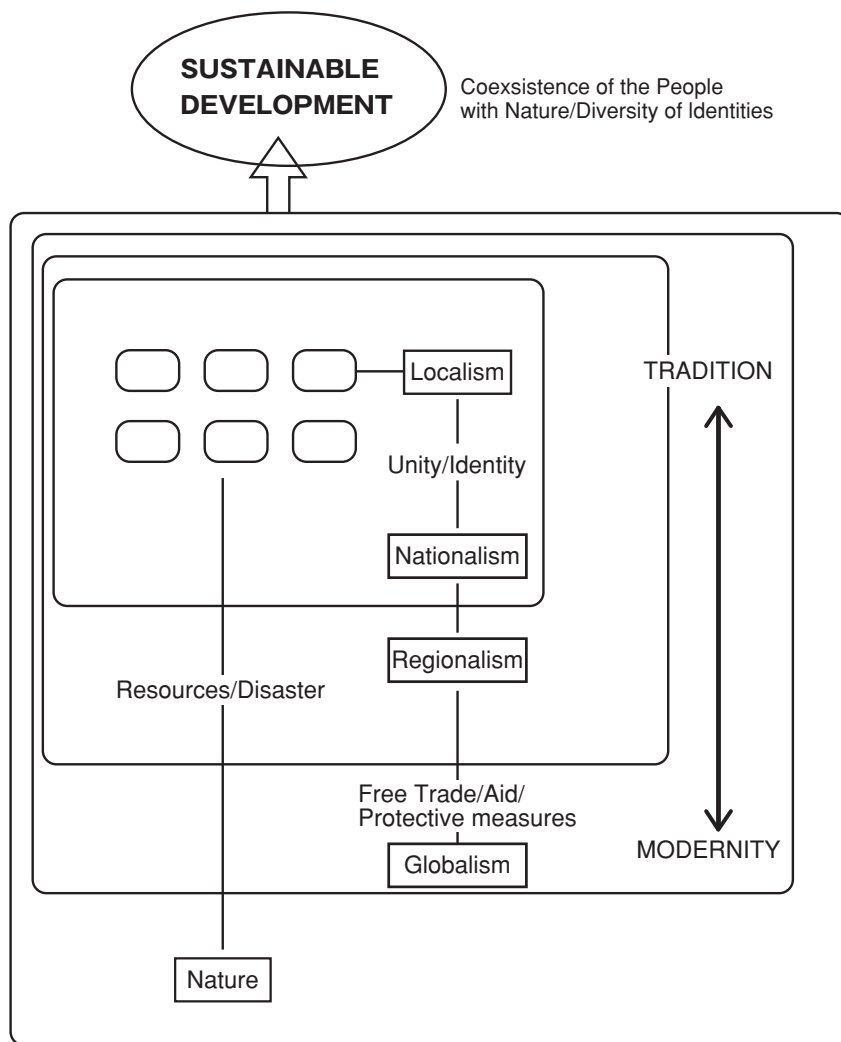 SUSTAINABLE
DEVELOPMENT
Coexsistence of the People
with Nature/Diversity of Identities
Localism
TRADITION
Unity/Identity
Nationalism
Regionalism
Resources/Disaster
Free Trade/Aid/
Protective measures
MODERNITY
Globalism
Nature